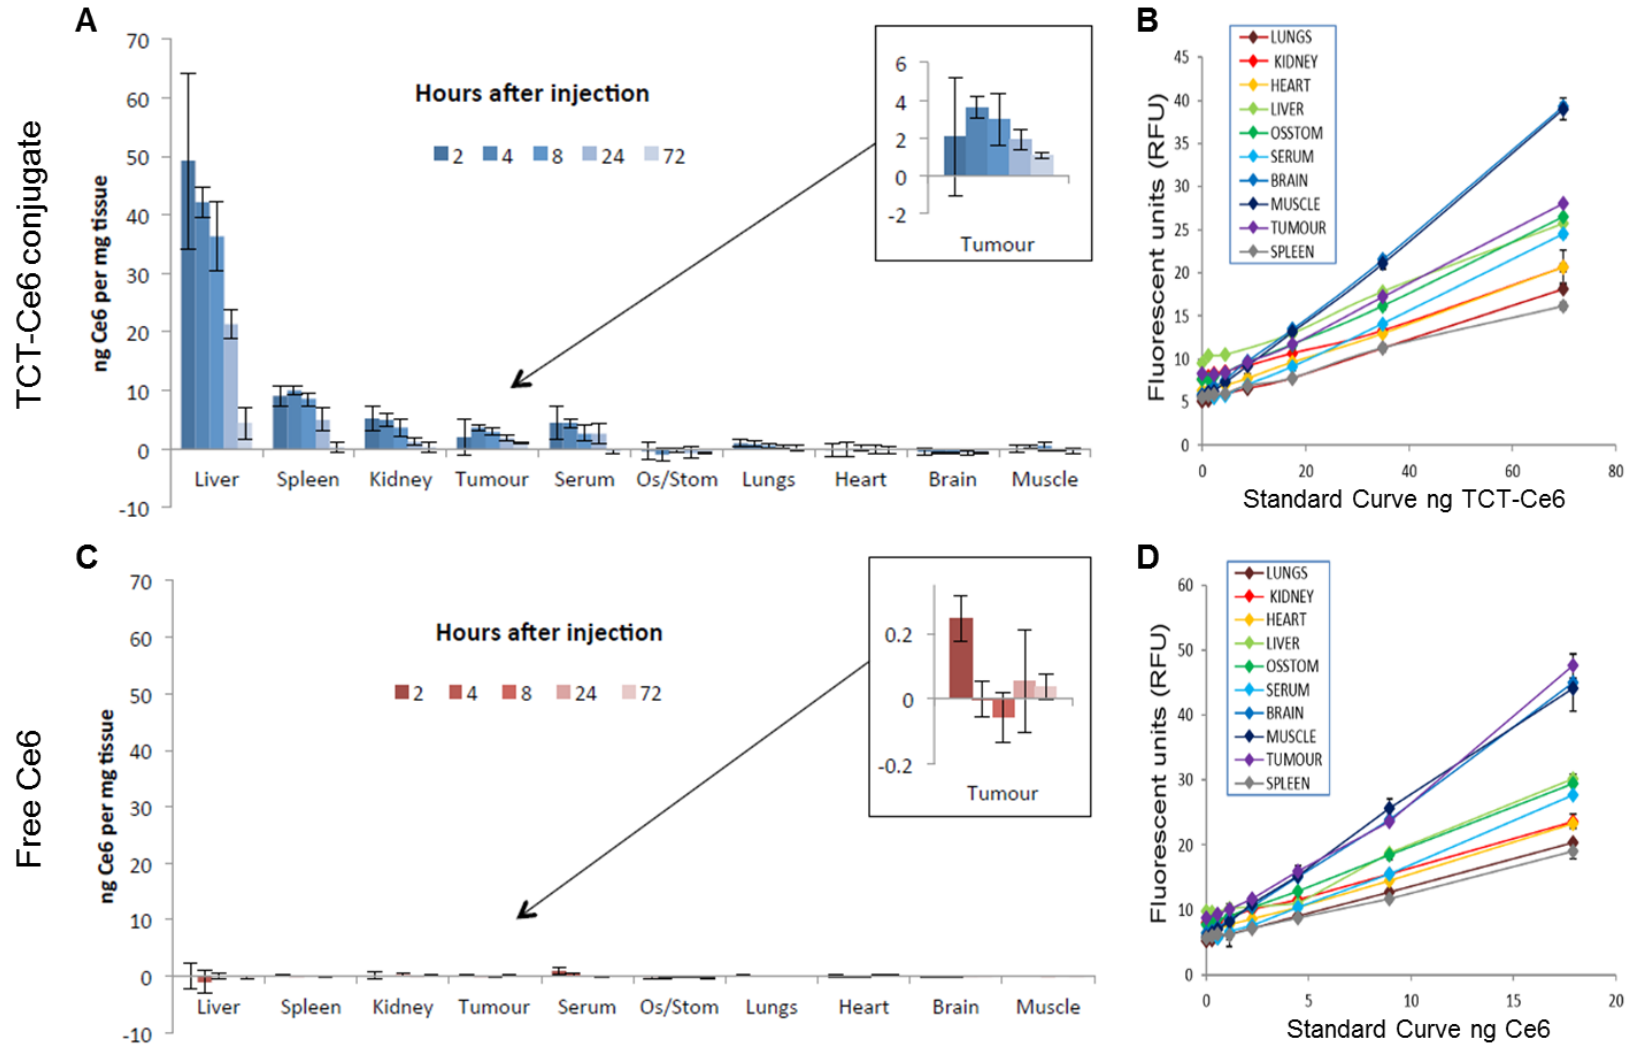 A
TCT-Ce6 conjugate
ng Ce6 per mg tissue
70
60
50
40
30
20
10
0
-10
Hours after injection
2 4 8 24 72
Liver Spleen Kidney Tumour Serum Os/Stom Lungs Heart Brain Muscle
6
4
2
0
-2
Tumour
B
Fluorescent units (RFU)
45
40
35
30
25
20
15
10
5
0
LUNGS
KIDNEY
HEART
LIVER
OSSTOM
SERUM
BRAIN
MUSCLE
TUMOUR
SPLEEN
0 20 40 60 80
Standard Curve ng TCT-Ce6
C
Free Ce6
ng Ce6 per mg tissue
70
60
50
40
30
20
10
0
-10
Hours after injection
2 4 8 24 72
Liver Spleen Kidney Tumour Serum Os/Stom Lungs Heart Brain Muscle
0.2
0
-0.2
Tumour
D
Fluorescent units (RFU)
60
50
40
30
20
10
0
LUNGS
KIDNEY
HEART
LIVER
OSSTOM
SERUM
BRAIN
MUSCLE
TUMOUR
SPLEEN
0 5 10 15 20
Standard Curve ng Ce6